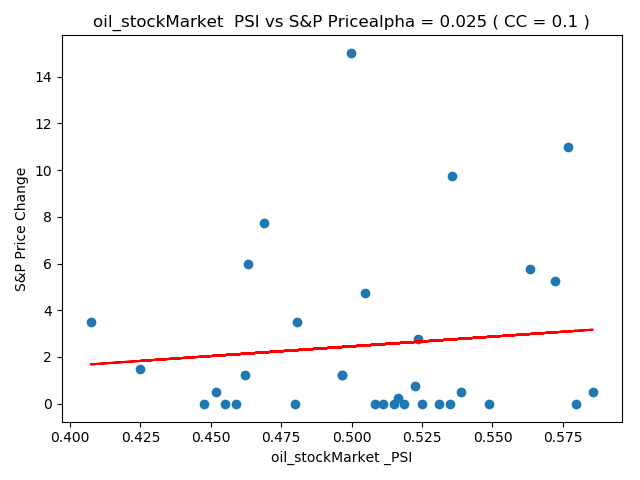 oil_stockMarket  PSI vs S&P Pricealpha = 0.025 ( CC = 0.1 )
14
12
10
8
6
4
2
0
S&P Price Change
0.400 0.425 0.450 0.475 0.500 0.525 0.550 0.575
oil_stockMarket _PSI